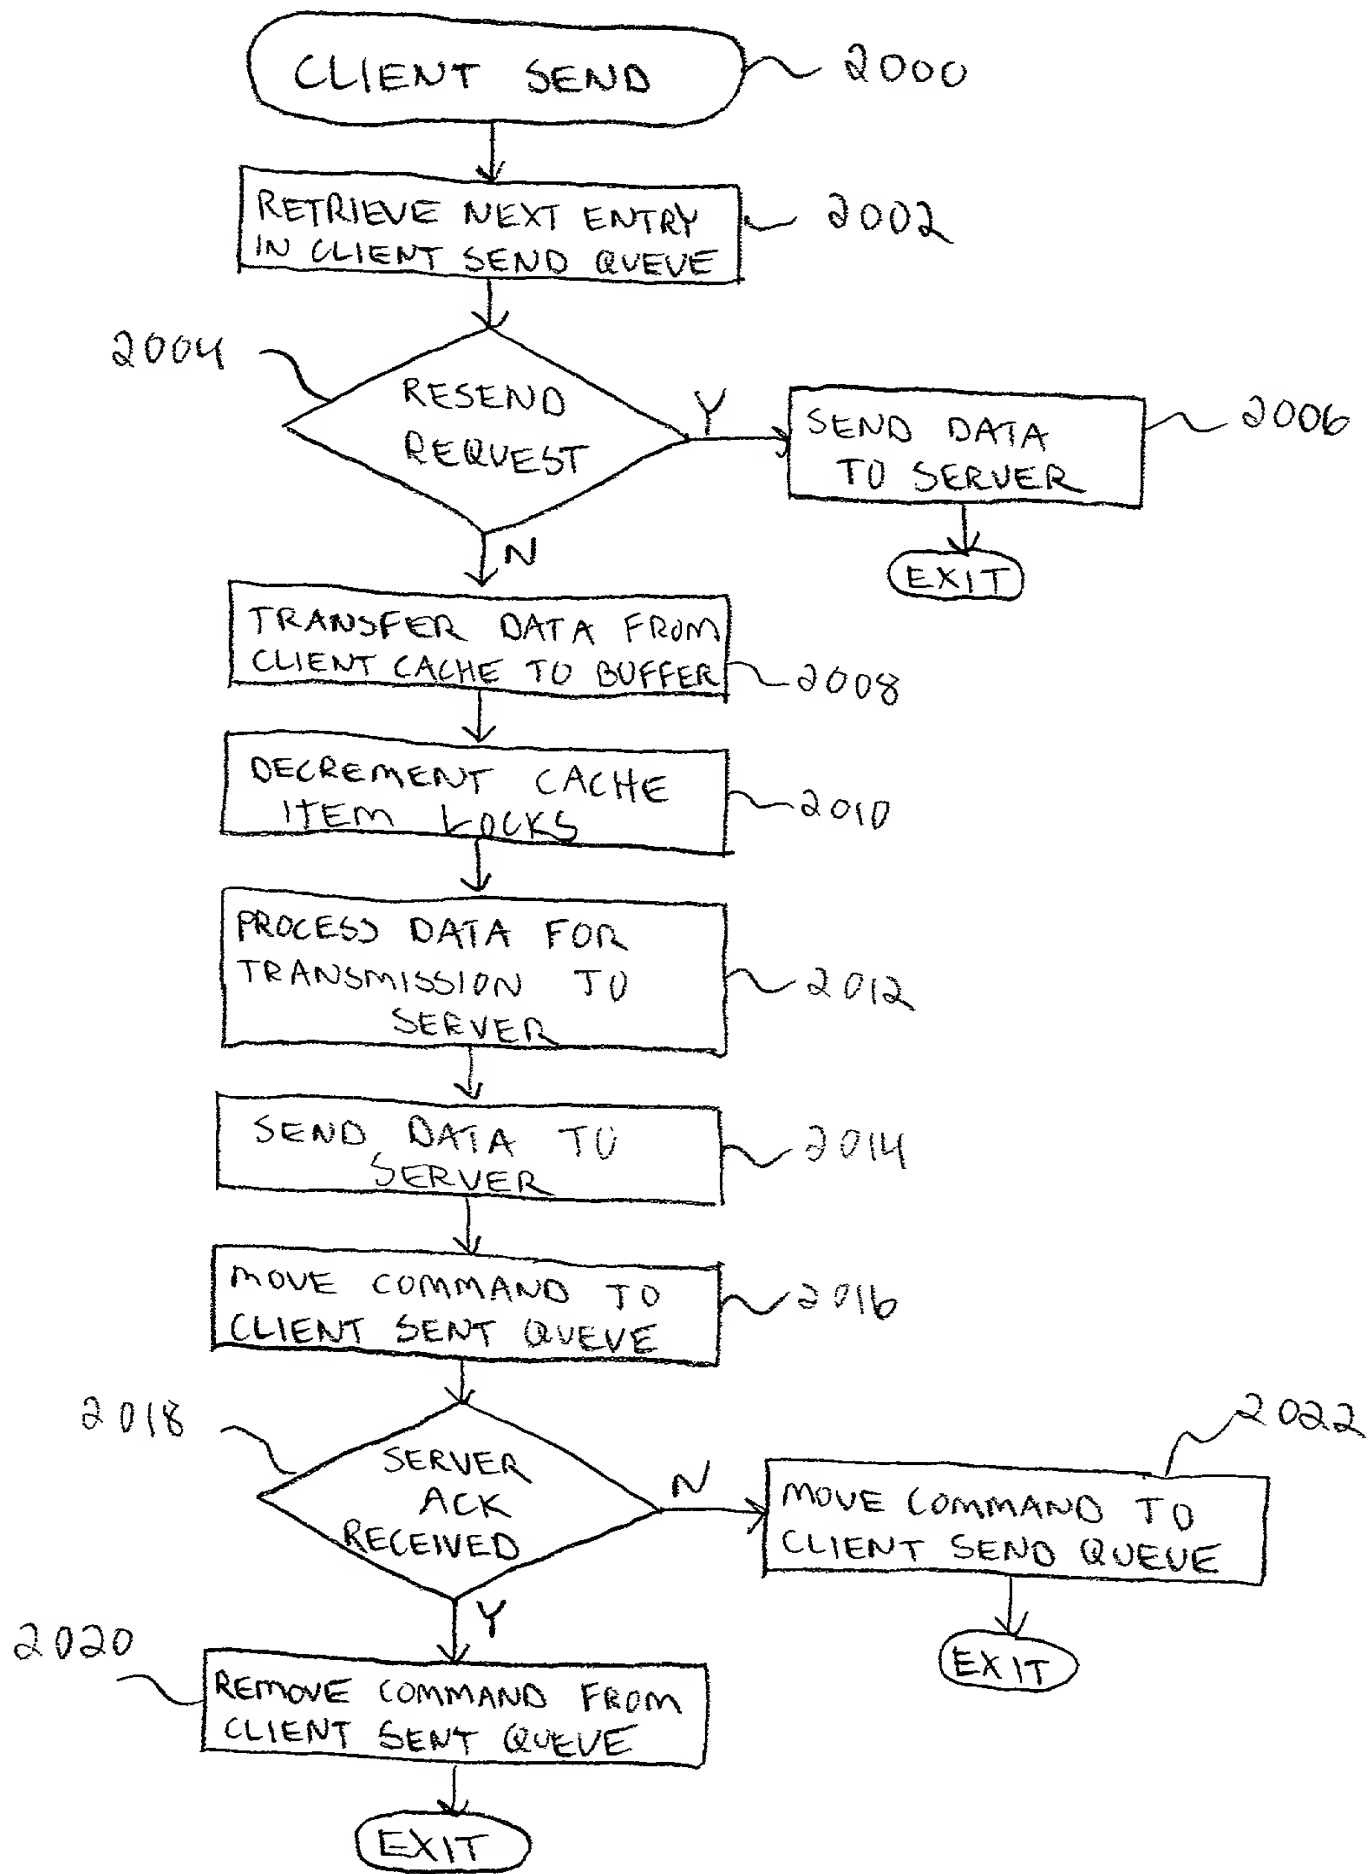 CLIENT SEND
2000
RETRIEVE NEXT ENTRY
IN CLIENT SEND QUEUE
2002
2004
RESEND
REQUEST
Y
SEND DATA
TO SERVER
2006
EXIT
N
TRANSFER DATA FROM
CLIENT CACHE TO BUFFER
2008
DECREMENT CACHE
ITEM LOCKS
2010
PROCESS DATA FOR
TRANSMISSION TO
SERVER
2012
SEND DATA TO
SERVER
2014
MOVE COMMAND TO
CLIENT SENT QUEUE
2016
2018
SERVER
ACK
RECEIVED
N
2022
MOVE COMMAND TO
CLIENT SEND QUEUE
EXIT
Y
2020
REMOVE COMMAND FROM
CLIENT SENT QUEUE
EXIT